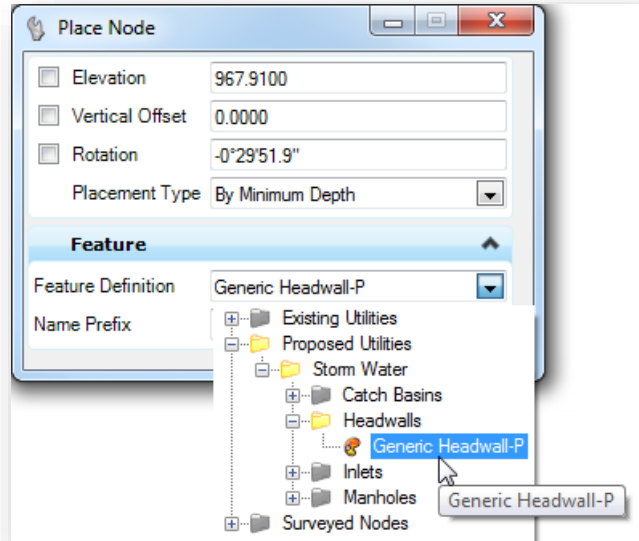 Place Node
Elevation 967.9100
Vertical Offset 0.0000
Rotation -0°29'51.9"
Placement Type By Minimum Depth
Feature
Feature Definition Generic Headwall-P
Name Prefix
Existing Utilities
Proposed Utilities
Storm Water
Catch Basins
Headwalls
Generic Headwall-P
Inlets
Manholes
Generic Headwall-P
Surveyed Nodes